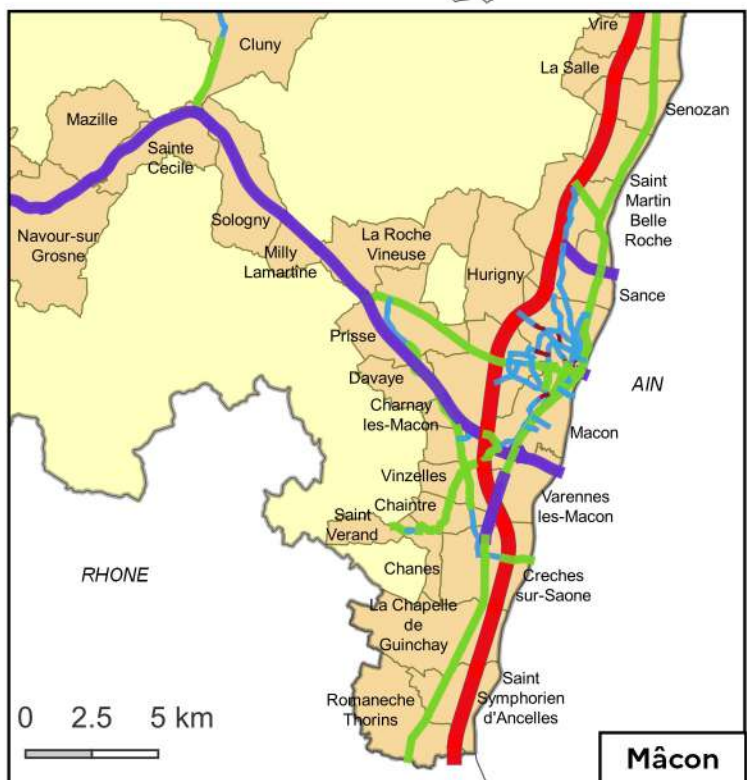 Vire
Cluny
La Salle
Mazille
Senozan
Sainte
Cecile
Saint
Martin
Belle
Roche
Sologny
Navour-sur
Grosne
La Roche
Vineuse
Milly
Lamartine
Hurigny
Sance
Prisse
Davaye
AIN
Charnay
les-Macon
Macon
Vinzelles
Varennes
les-Macon
Chaintre
Saint
Verand
RHONE
Chanes
Creches
sur-Saone
La Chapelle
de
Guinchay
Saint
Symphorien
d'Ancelles
Romaneche
Thorins
0 2.5 5 km
Mâcon